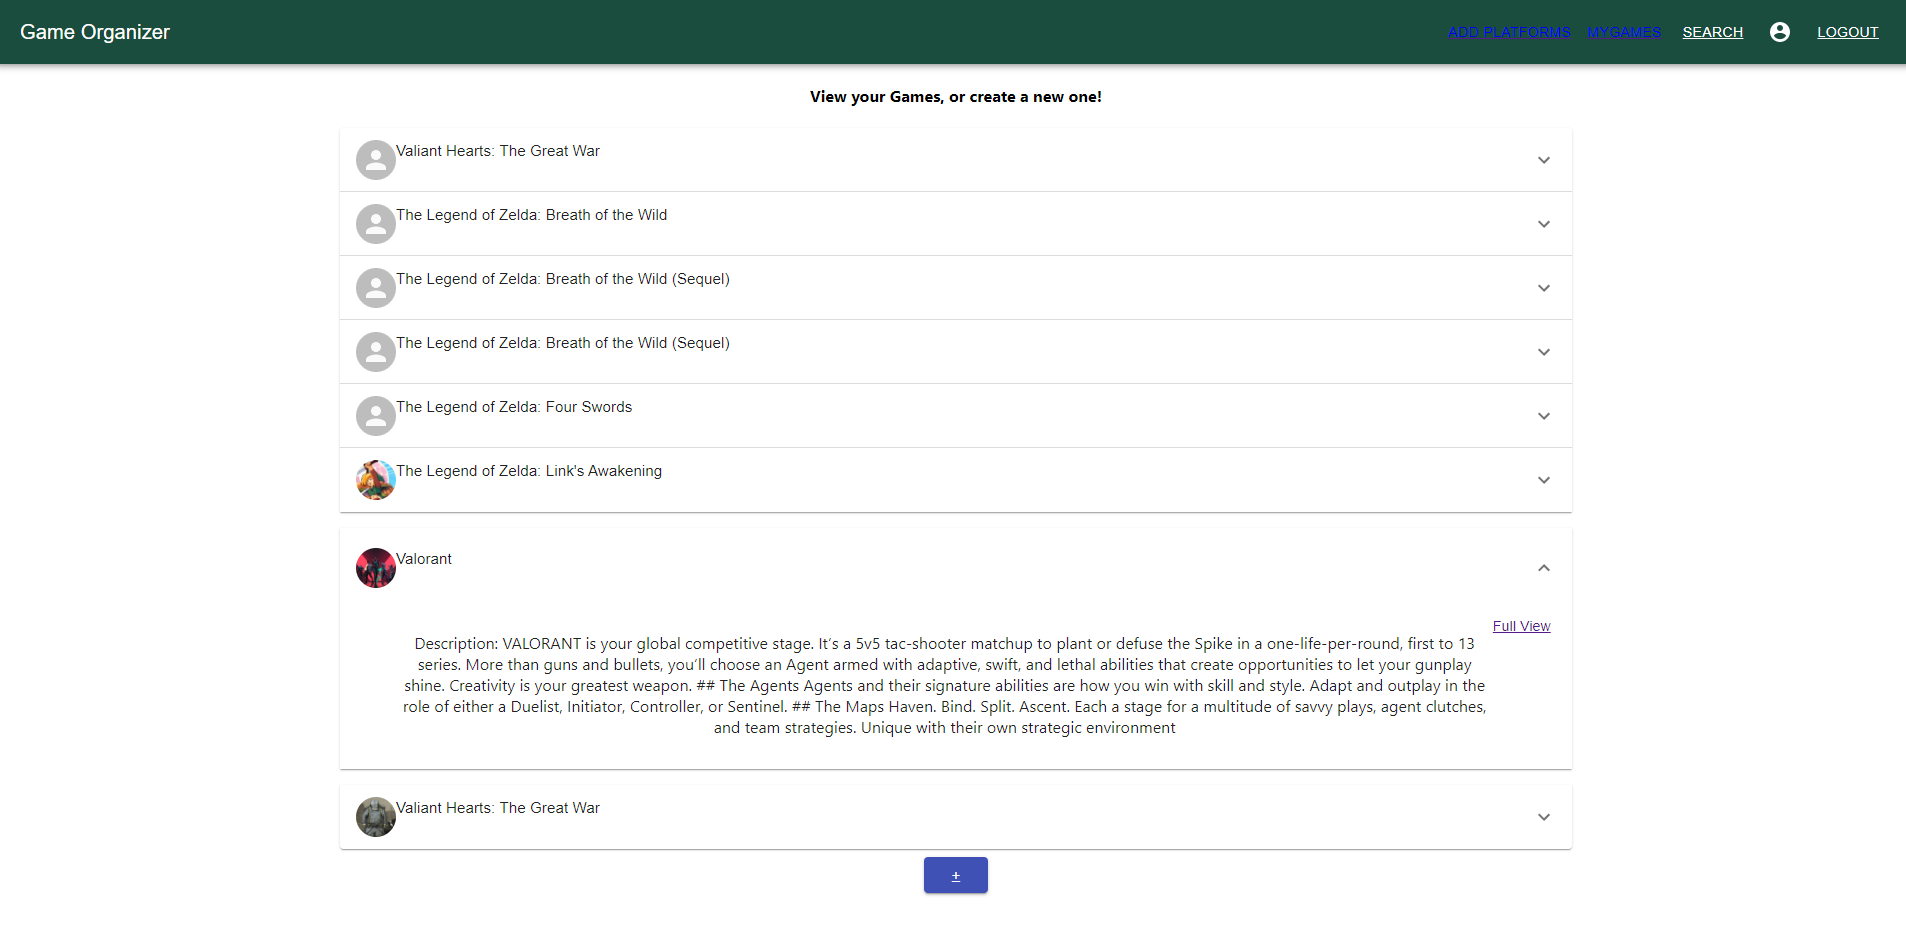 Game Organizer
ADD PLATFORMS MYGAMES SEARCH LOGOUT
View your Games, or create a new one!
Valiant Hearts: The Great War
The Legend of Zelda: Breath of the Wild
The Legend of Zelda: Breath of the Wild (Sequel)
The Legend of Zelda: Breath of the Wild (Sequel)
The Legend of Zelda: Four Swords
The Legend of Zelda: Link's Awakening
Valorant
Full View
Description: VALORANT is your global competitive stage. It’s a 5v5 tac-shooter matchup to plant or defuse the Spike in a one-life-per-round, first to 13
series. More than guns and bullets, you’ll choose an Agent armed with adaptive, swift, and lethal abilities that create opportunities to let your gunplay
shine. Creativity is your greatest weapon. ## The Agents Agents and their signature abilities are how you win with skill and style. Adapt and outplay in the
role of either a Duelist, Initiator, Controller, or Sentinel. ## The Maps Haven. Bind. Split. Ascent. Each a stage for a multitude of savvy plays, agent clutches,
and team strategies. Unique with their own strategic environment
Valiant Hearts: The Great War
+